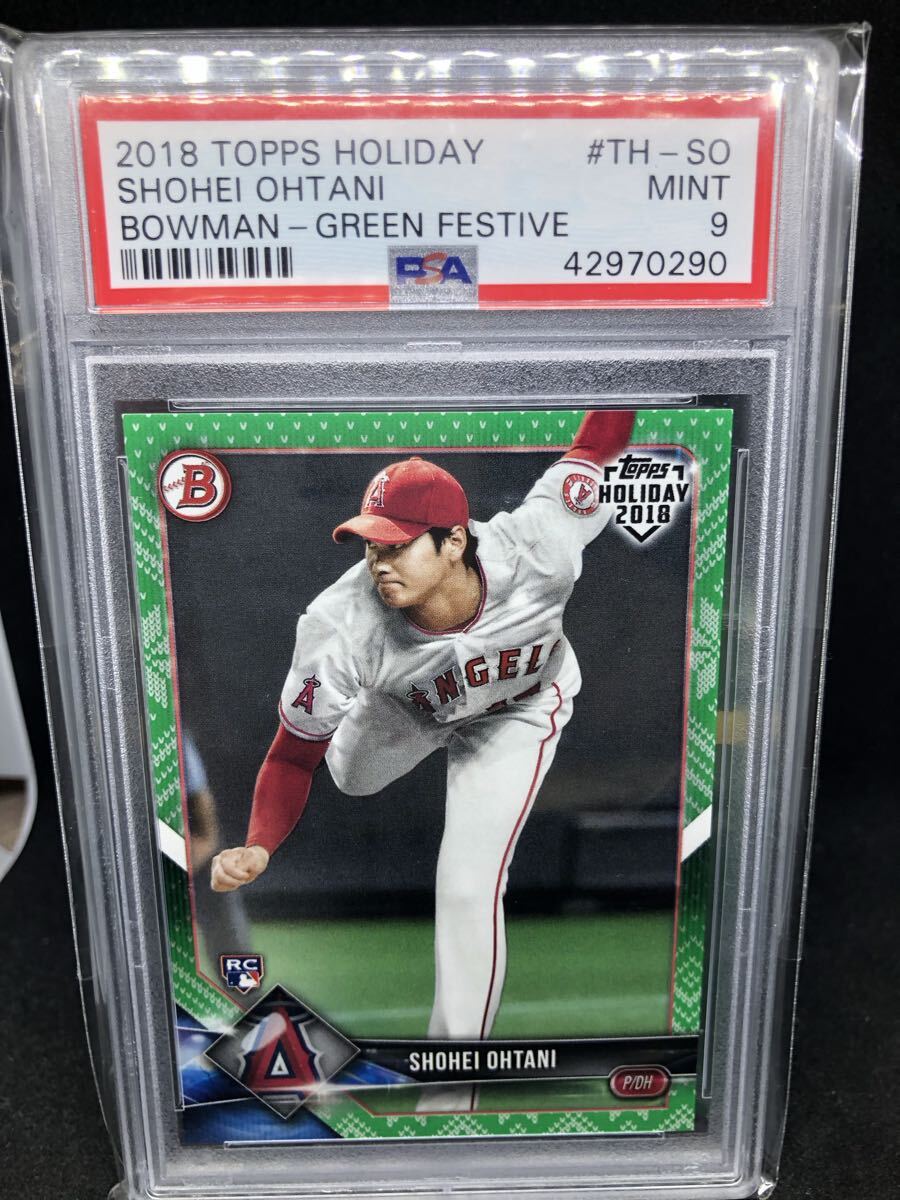 2018 TOPPS HOLIDAY #TH-SO
SHOHEI OHTANI MINT
BOWMAN - GREEN FESTIVE 9
PSA 42970290
B
Topps
HOLIDAY
2018
A
A
ANGELS
RC
A
SHOHEI OHTANI
P/DH